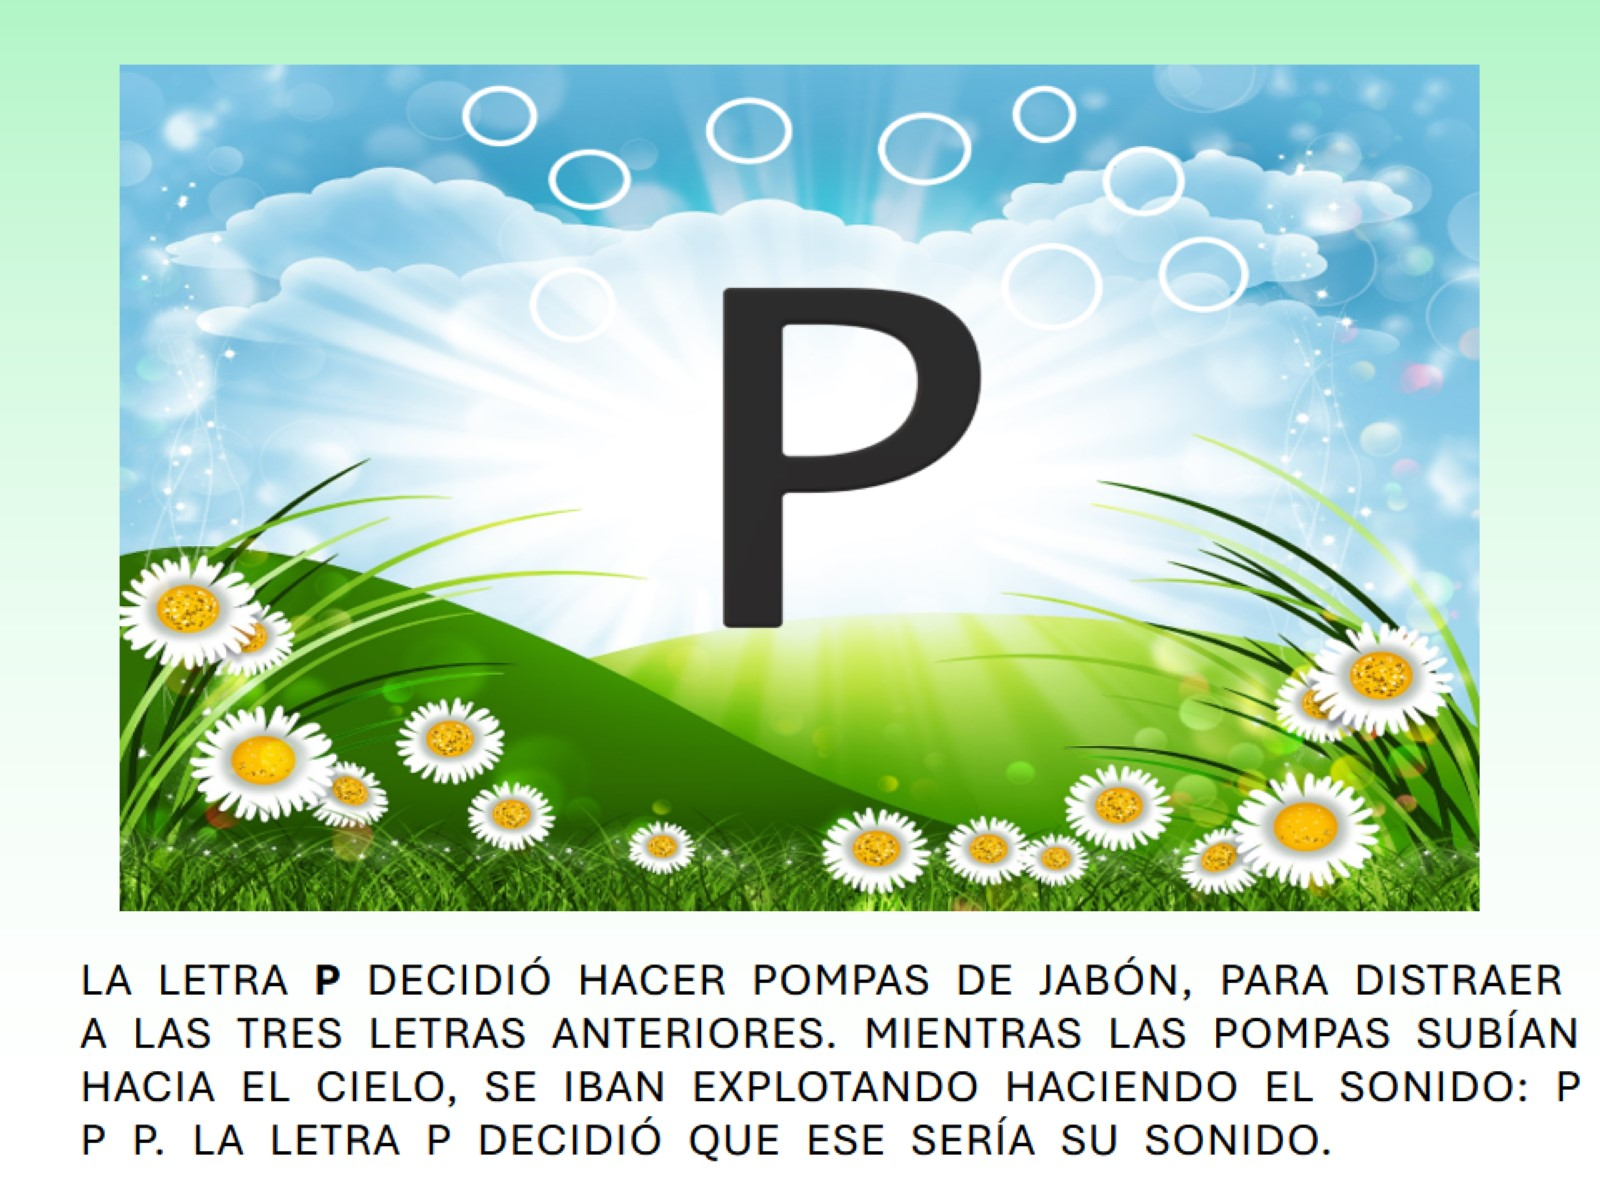 P
LA LETRA P DECIDIÓ HACER POMPAS DE JABÓN, PARA DISTRAER
A LAS TRES LETRAS ANTERIORES. MIENTRAS LAS POMPAS SUBÍAN
HACIA EL CIELO, SE IBAN EXPLOTANDO HACIENDO EL SONIDO: P
P P. LA LETRA P DECIDIÓ QUE ESE SERÍA SU SONIDO.